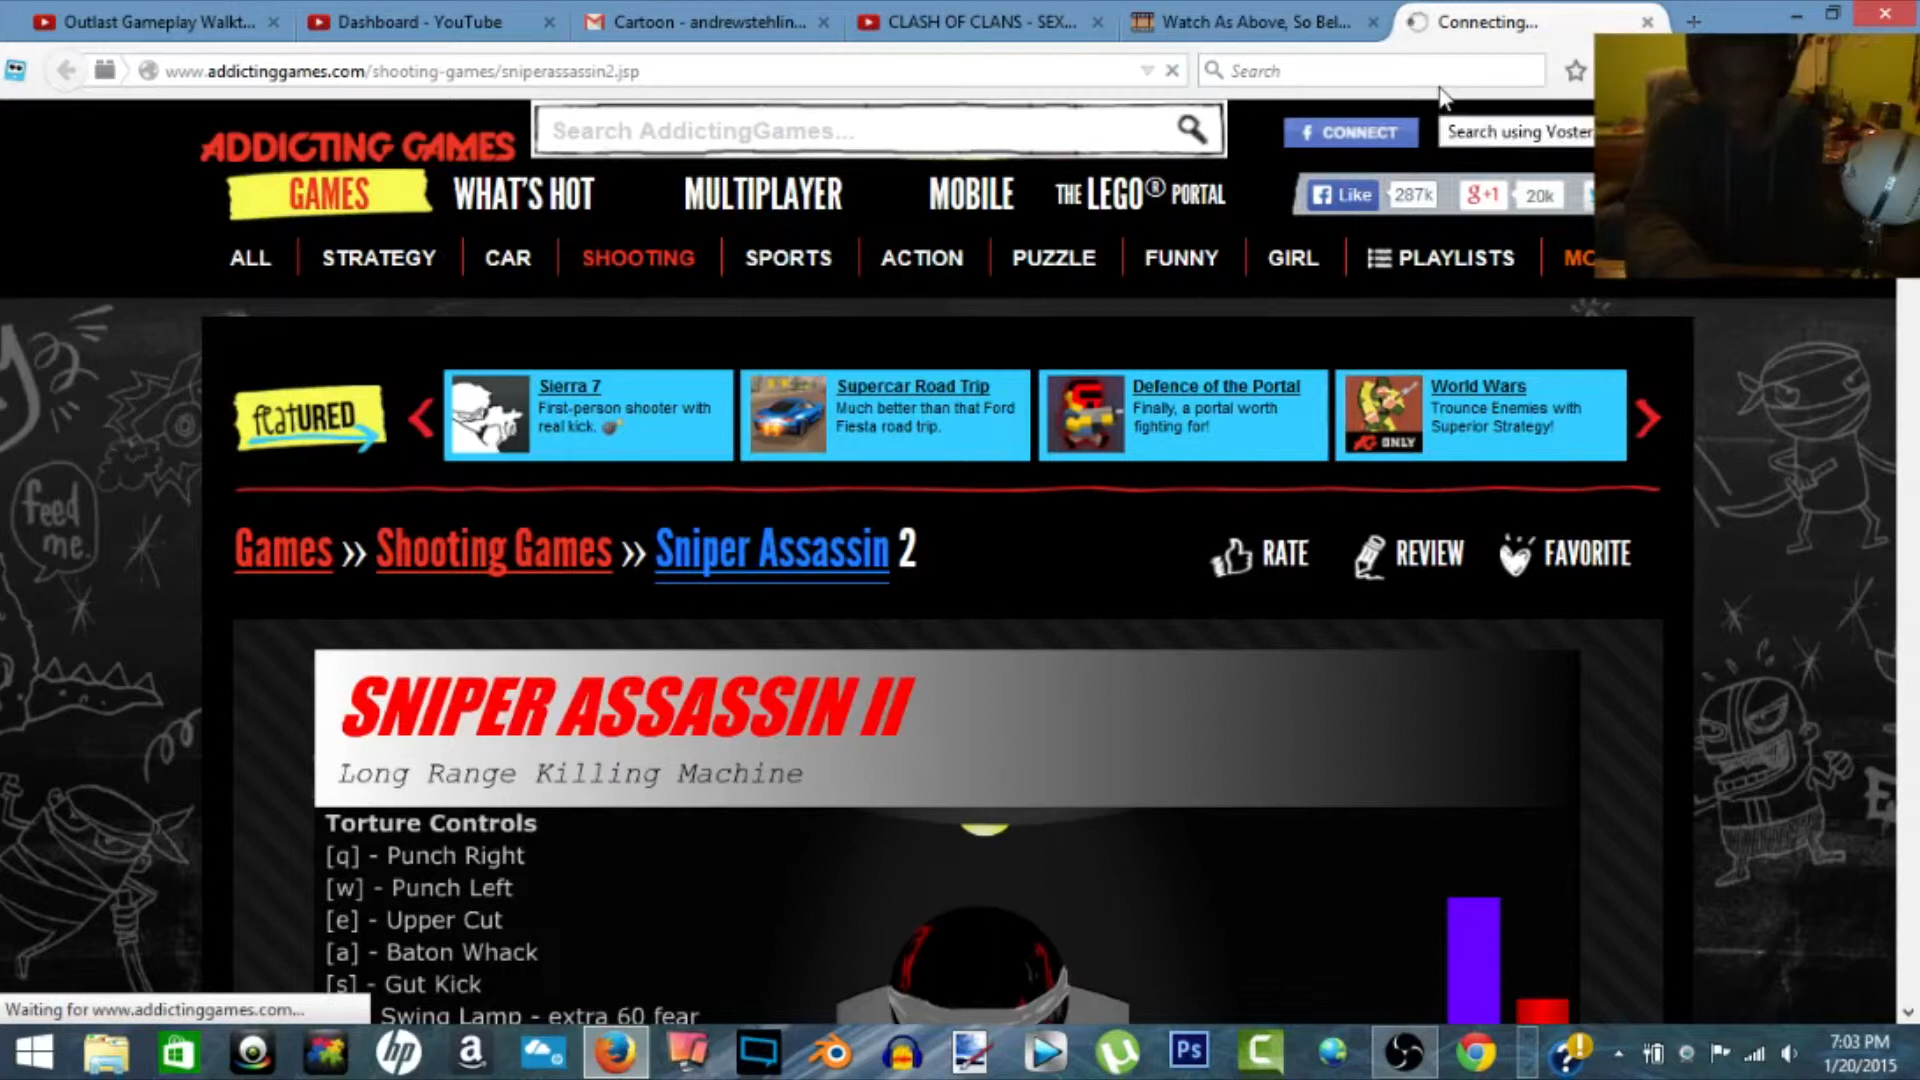 Outlast Gameplay Walkt...
Dashboard - YouTube
Cartoon - andrewstehlin...
CLASH OF CLANS - SEX...
Watch As Above, So Bel...
Connecting...
www.addictinggames.com/shooting-games/sniperassassin2.jsp
Search
ADDICTING GAMES
Search AddictingGames...
f CONNECT
Search using Voster
GAMES
WHAT'S HOT
MULTIPLAYER
MOBILE
THE LEGO® PORTAL
f Like 287k
g+1 20k
ALL
STRATEGY
CAR
SHOOTING
SPORTS
ACTION
PUZZLE
FUNNY
GIRL
PLAYLISTS
MO
feed
me.
featURED
Sierra 7
First-person shooter with
real kick.
Supercar Road Trip
Much better than that Ford
Fiesta road trip.
Defence of the Portal
Finally, a portal worth
fighting for!
AG ONLY
World Wars
Trounce Enemies with
Superior Strategy!
Games » Shooting Games » Sniper Assassin 2
RATE
REVIEW
FAVORITE
SNIPER ASSASSIN II
Long Range Killing Machine
Torture Controls
[q] - Punch Right
[w] - Punch Left
[e] - Upper Cut
[a] - Baton Whack
[s] - Gut Kick
Swing Lamp - extra 60 fear
Waiting for www.addictinggames.com...
hp
a
Ps
C
7:03 PM
1/20/2015